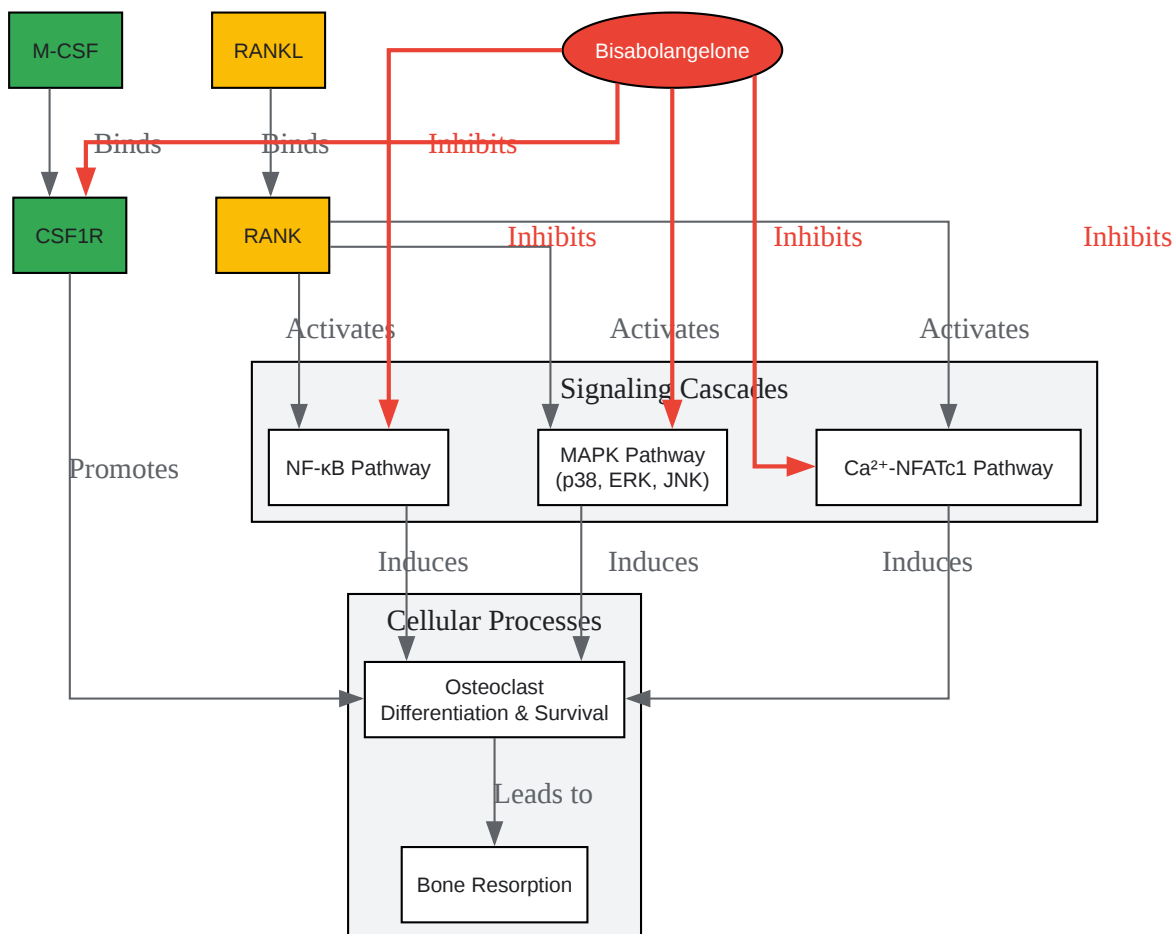 M-CSF
RANKL
Bisabolangelone
Binds
Binds
Inhibits
CSF1R
RANK
Inhibits
Inhibits
Inhibits
Activates
Activates
Activates
Signaling Cascades
NF-κB Pathway
MAPK Pathway
(p38, ERK, JNK)
Ca²⁺-NFATc1 Pathway
Promotes
Induces
Induces
Induces
Cellular Processes
Osteoclast
Differentiation & Survival
Leads to
Bone Resorption